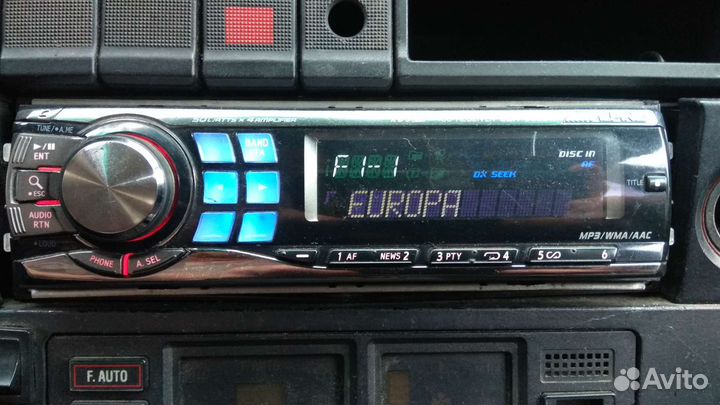 50WATTS x 4 AMPLIFIER
TUNE/•A.ME
ENT
•ESC
AUDIO
RTN
•LOUD
PHONE
A. SEL
BAND
F1-1
DISC IN
AF
DX SEEK
EUROPA
TITLE
MP3/WMA/AAC
1 AF
NEWS 2
3 PTY
4
5
6
F. AUTO
Avito